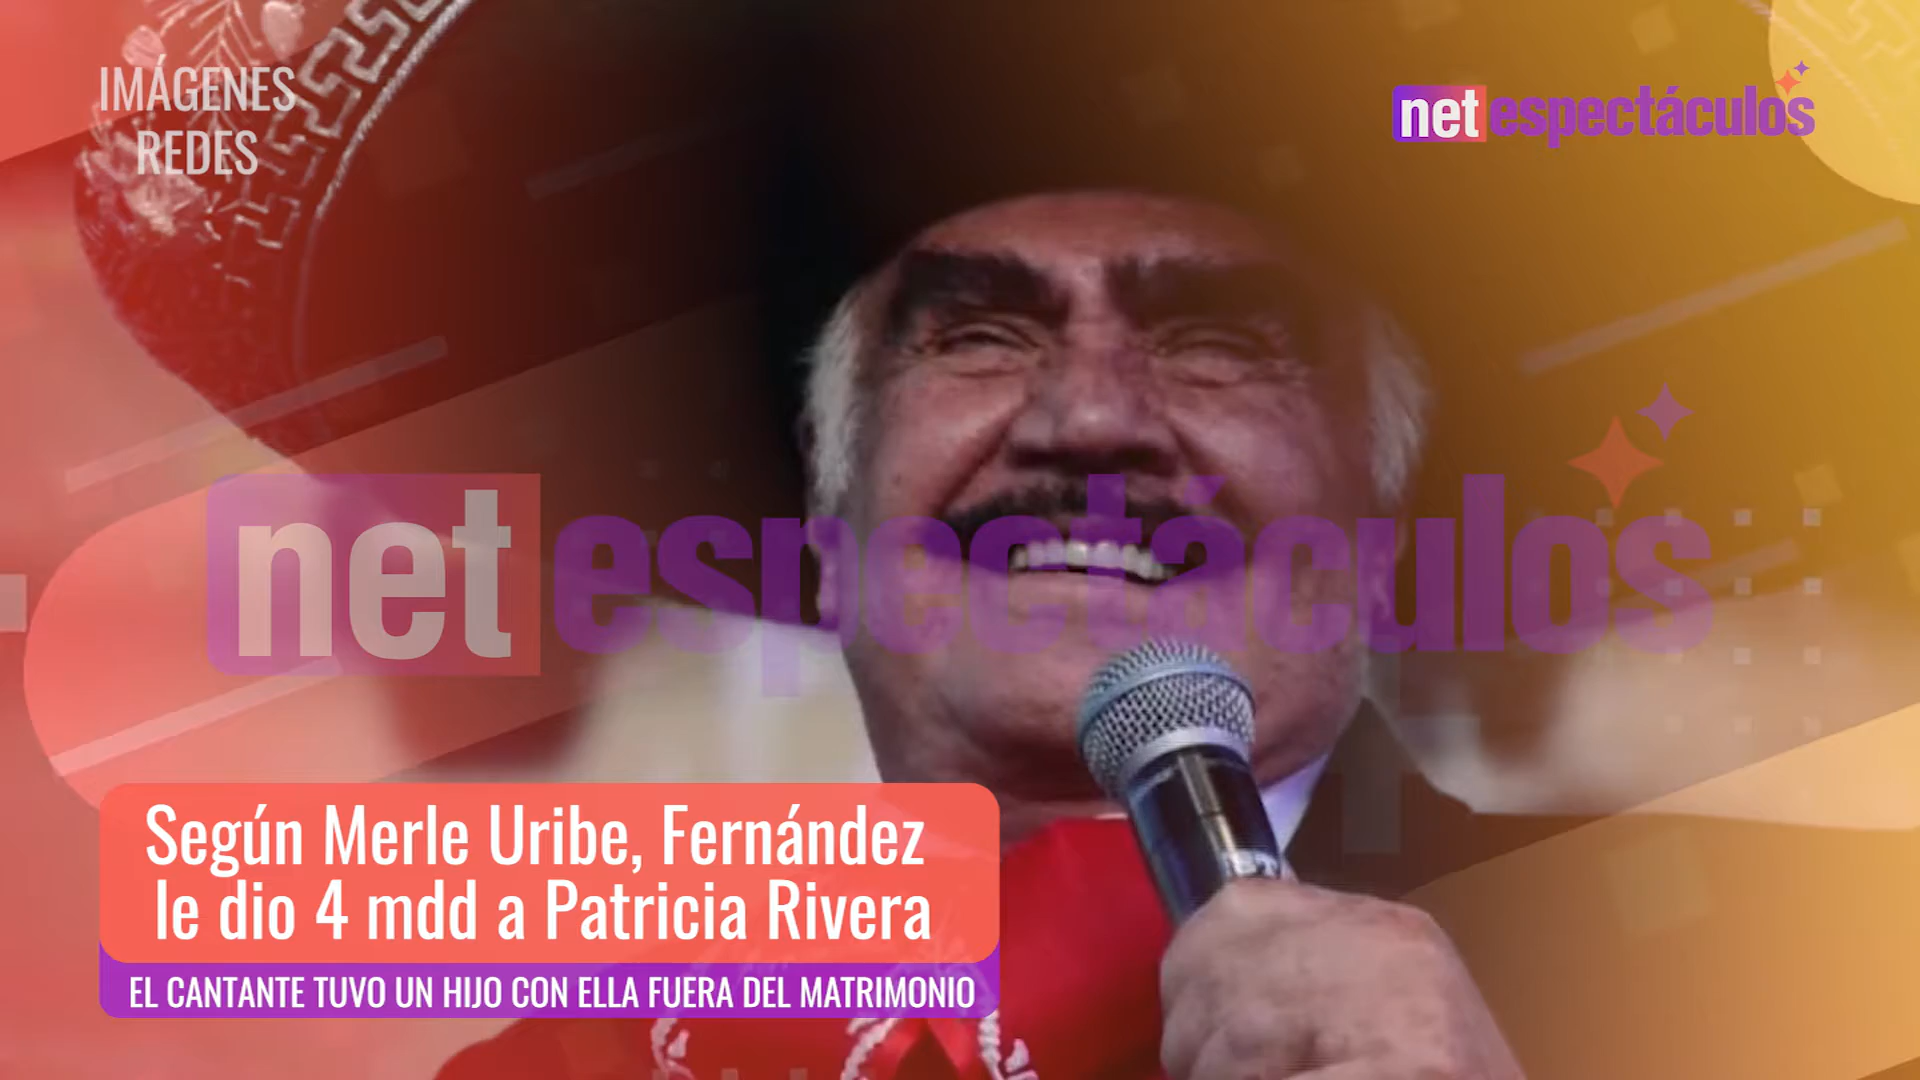 IMÁGENES
REDES
net espectáculos
net espectáculos
Según Merle Uribe, Fernández
le dio 4 mdd a Patricia Rivera
EL CANTANTE TUVO UN HIJO CON ELLA FUERA DEL MATRIMONIO